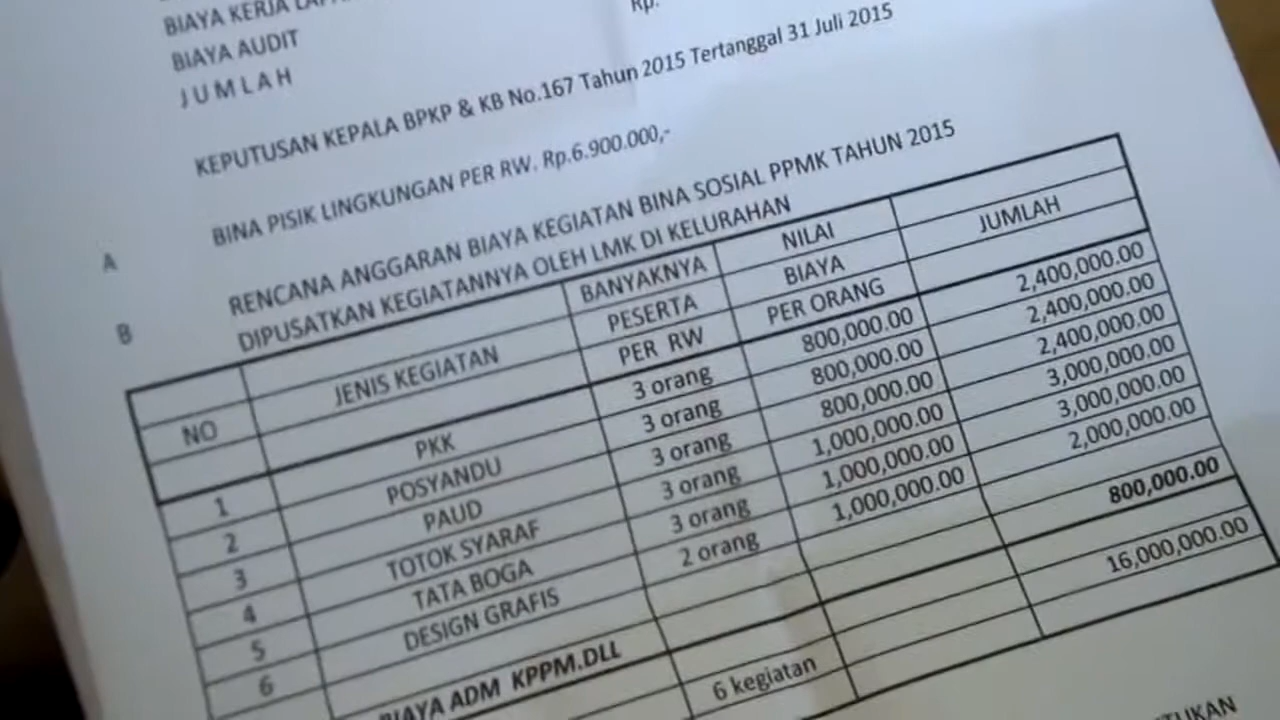 BIAYA KERJA
BIAYA AUDIT
Rp.
J U M L A H
KEPUTUSAN KEPALA BPKP & KB No.167 Tahun 2015 Tertanggal 31 Juli 2015
A BINA PISIK LINGKUNGAN PER RW. Rp.6.900.000,-
B RENCANA ANGGARAN BIAYA KEGIATAN BINA SOSIAL PPMK TAHUN 2015
DIPUSATKAN KEGIATANNYA OLEH LMK DI KELURAHAN
NO JENIS KEGIATAN BANYAKNYA PESERTA PER RW NILAI BIAYA PER ORANG JUMLAH
1 PKK 3 orang 800,000.00 2,400,000.00
2 POSYANDU 3 orang 800,000.00 2,400,000.00
3 PAUD 3 orang 800,000.00 2,400,000.00
4 TOTOK SYARAF 3 orang 1,000,000.00 3,000,000.00
5 TATA BOGA 3 orang 1,000,000.00 3,000,000.00
6 DESIGN GRAFIS 2 orang 1,000,000.00 2,000,000.00
BIAYA ADM KPPM.DLL 800,000.00
6 kegiatan 16,000,000.00